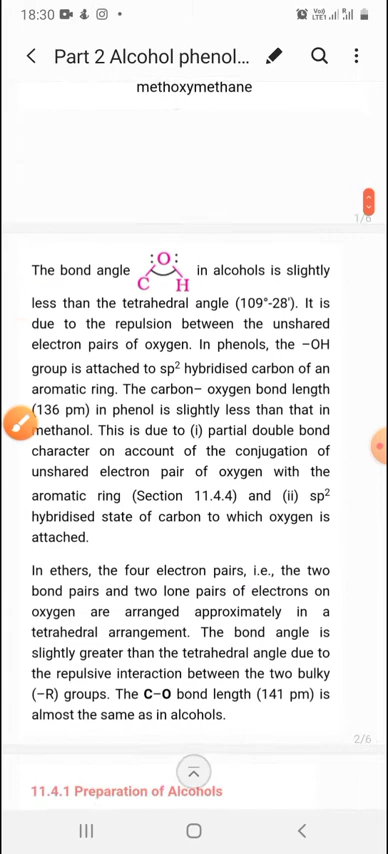 18:30
Part 2 Alcohol phenol...
methoxymethane
The bond angle :O: C H in alcohols is slightly
less than the tetrahedral angle (109°-28'). It is
due to the repulsion between the unshared
electron pairs of oxygen. In phenols, the –OH
group is attached to sp² hybridised carbon of an
aromatic ring. The carbon– oxygen bond length
(136 pm) in phenol is slightly less than that in
methanol. This is due to (i) partial double bond
character on account of the conjugation of
unshared electron pair of oxygen with the
aromatic ring (Section 11.4.4) and (ii) sp²
hybridised state of carbon to which oxygen is
attached.
In ethers, the four electron pairs, i.e., the two
bond pairs and two lone pairs of electrons on
oxygen are arranged approximately in a
tetrahedral arrangement. The bond angle is
slightly greater than the tetrahedral angle due to
the repulsive interaction between the two bulky
(–R) groups. The C–O bond length (141 pm) is
almost the same as in alcohols.
2/6
11.4.1 Preparation of Alcohols